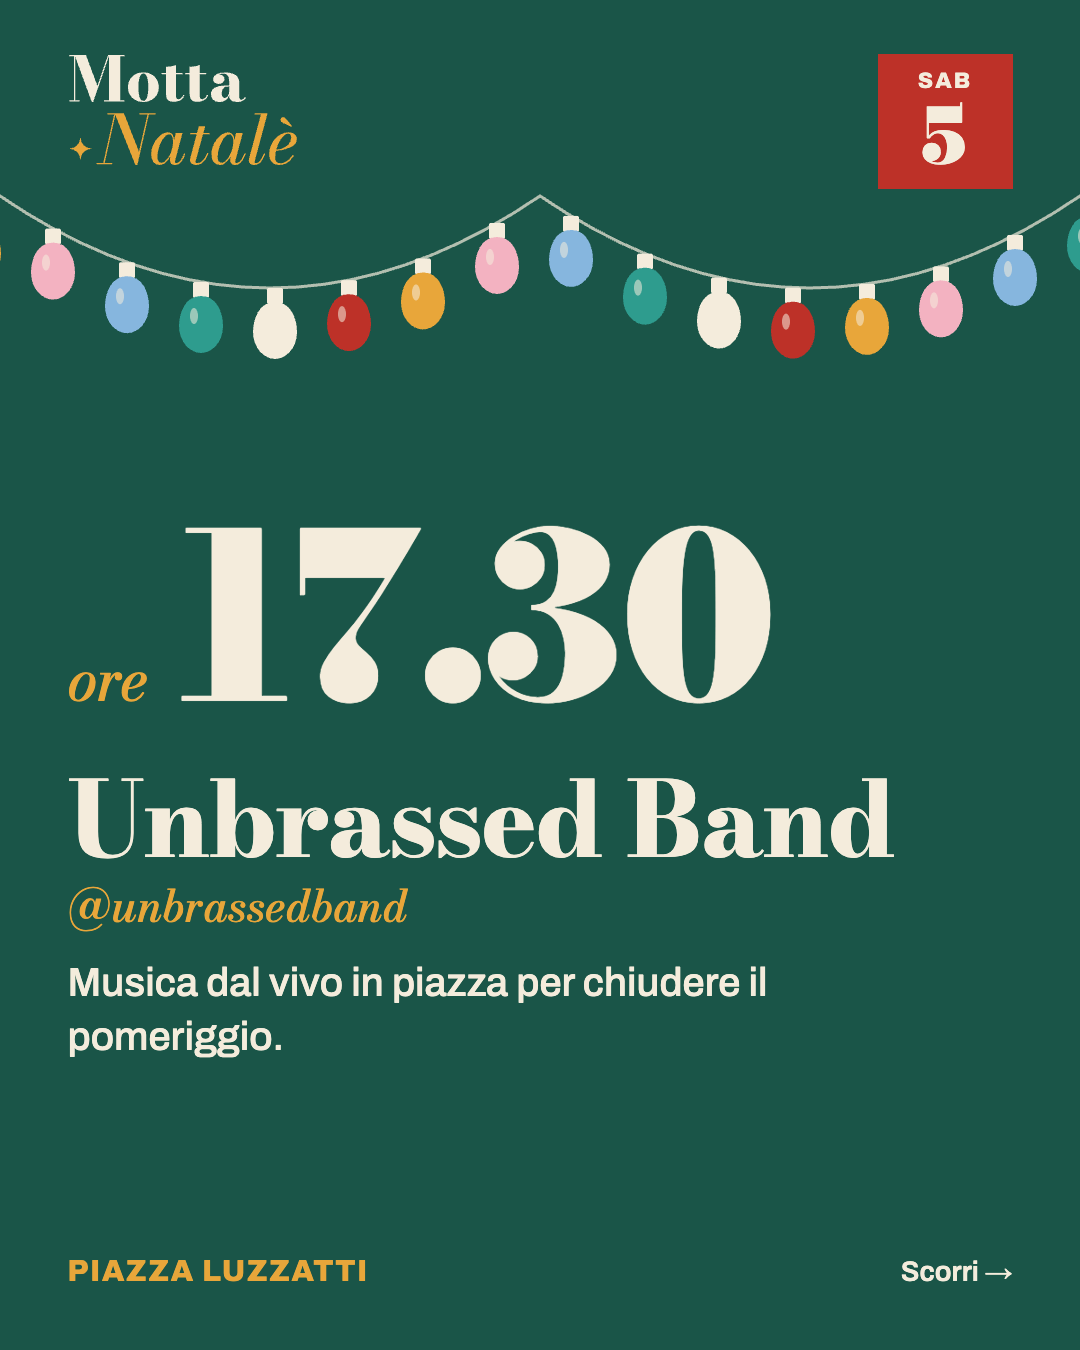 Motta
Natalè
SAB
5
ore 17.30
Unbrassed Band
@unbrassedband
Musica dal vivo in piazza per chiudere il
pomeriggio.
PIAZZA LUZZATTI
Scorri →